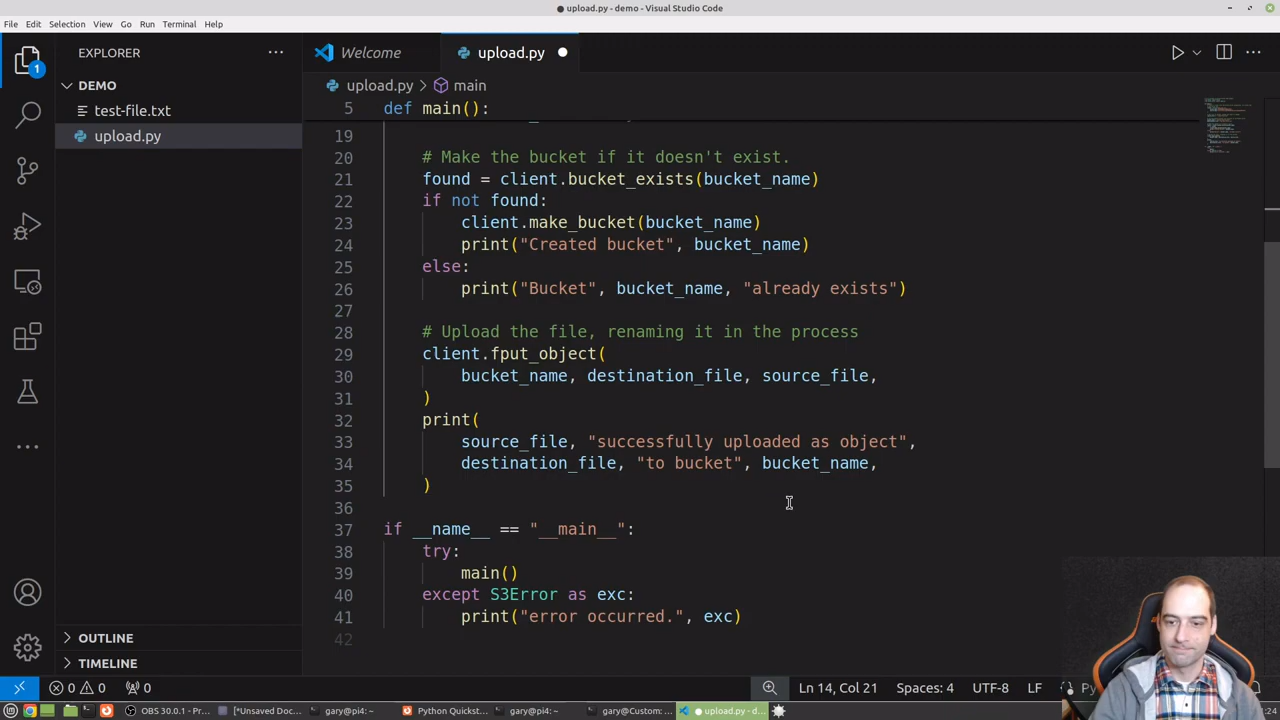 upload.py - demo - Visual Studio Code
File Edit Selection View Go Run Terminal Help
EXPLORER
Welcome
upload.py
1
DEMO
upload.py > main
test-file.txt
5 def main():
upload.py
19
20 # Make the bucket if it doesn't exist.
21 found = client.bucket_exists(bucket_name)
22 if not found:
23 client.make_bucket(bucket_name)
24 print("Created bucket", bucket_name)
25 else:
26 print("Bucket", bucket_name, "already exists")
27
28 # Upload the file, renaming it in the process
29 client.fput_object(
30 bucket_name, destination_file, source_file,
31 )
32 print(
33 source_file, "successfully uploaded as object",
34 destination_file, "to bucket", bucket_name,
35 )
36
37 if __name__ == "__main__":
38 try:
39 main()
40 except S3Error as exc:
41 print("error occurred.", exc)
42
OUTLINE
TIMELINE
0 0 0
Ln 14, Col 21 Spaces: 4 UTF-8 LF
OBS 30.0.1 - Pr... [*Unsaved Doc... gary@pi4: ~ Python Quickst... gary@pi4: ~ gary@Custom: ... upload.py - d...